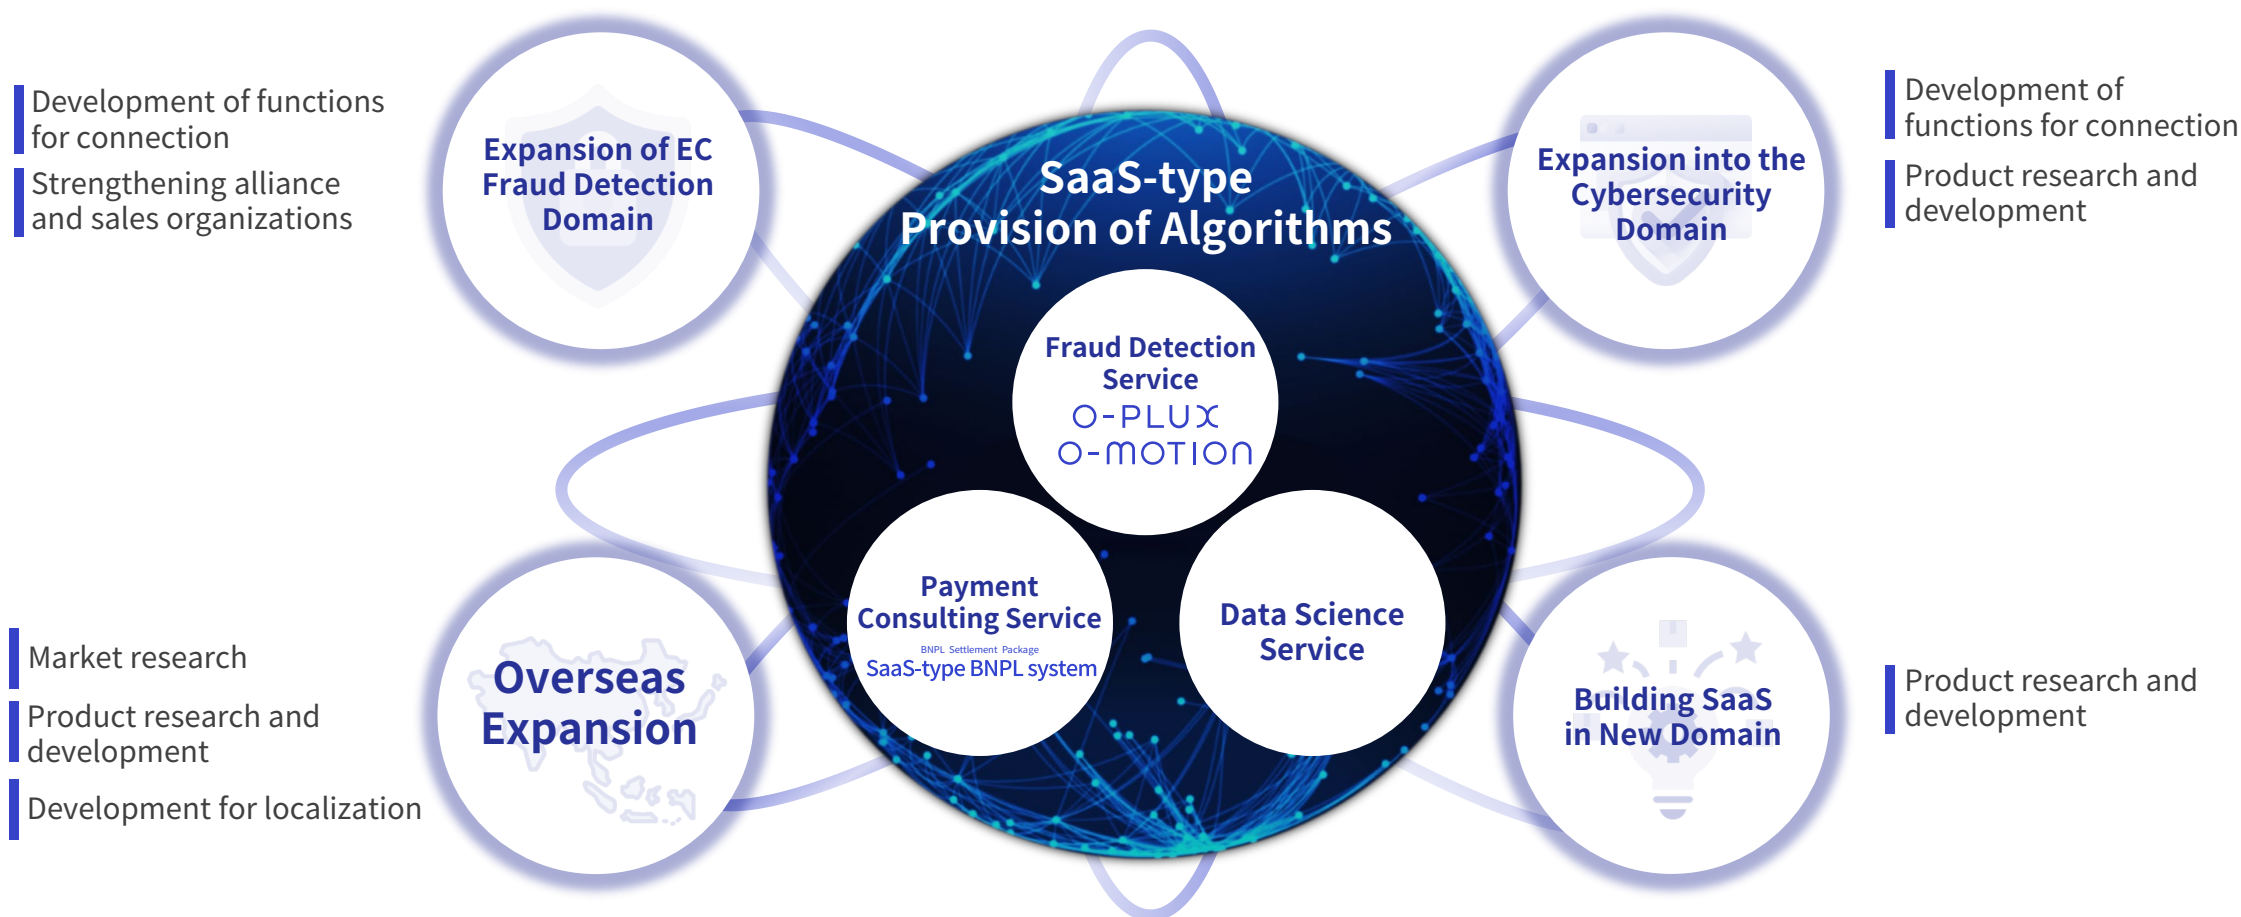 Development of functions
for connection
Strengthening alliance
and sales organizations
Expansion of EC
Fraud Detection
Domain
SaaS-type
Provision of Algorithms
Expansion into the
Cybersecurity
Domain
Development of
functions for connection
Product research and
development
Fraud Detection
Service
O-PLUX
O-MOTION
Payment
Consulting Service
BNPL Settlement Package
SaaS-type BNPL system
Data Science
Service
Market research
Product research and
development
Development for localization
Overseas
Expansion
Building SaaS
in New Domain
Product research and
development